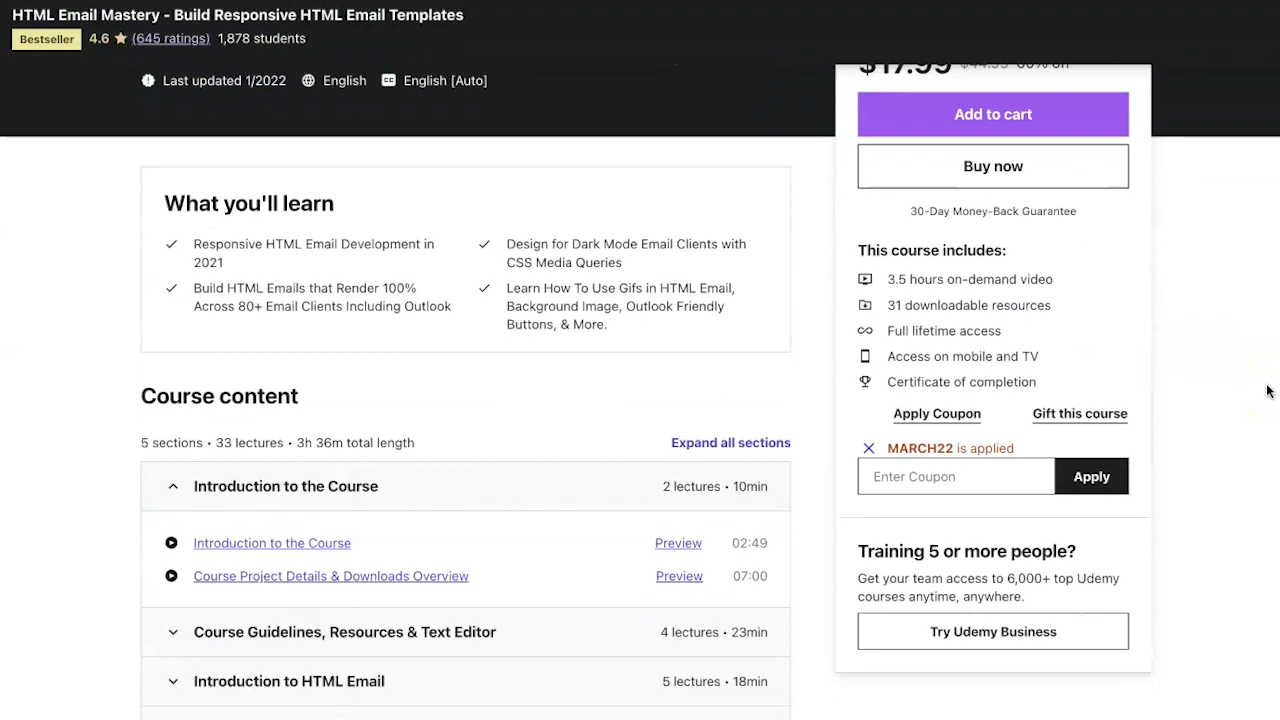 HTML Email Mastery - Build Responsive HTML Email Templates
Bestseller 4.6 (645 ratings) 1,878 students
Last updated 1/2022 English English [Auto]
What you'll learn
Responsive HTML Email Development in
2021
Build HTML Emails that Render 100%
Across 80+ Email Clients Including Outlook
Design for Dark Mode Email Clients with
CSS Media Queries
Learn How To Use Gifs in HTML Email,
Background Image, Outlook Friendly
Buttons, & More.
Course content
5 sections • 33 lectures • 3h 36m total length
Expand all sections
Introduction to the Course 2 lectures • 10min
Introduction to the Course Preview 02:49
Course Project Details & Downloads Overview Preview 07:00
Course Guidelines, Resources & Text Editor 4 lectures • 23min
Introduction to HTML Email 5 lectures • 18min
$17.99
Add to cart
Buy now
30-Day Money-Back Guarantee
This course includes:
3.5 hours on-demand video
31 downloadable resources
Full lifetime access
Access on mobile and TV
Certificate of completion
Apply Coupon Gift this course
MARCH22 is applied
Enter Coupon Apply
Training 5 or more people?
Get your team access to 6,000+ top Udemy
courses anytime, anywhere.
Try Udemy Business